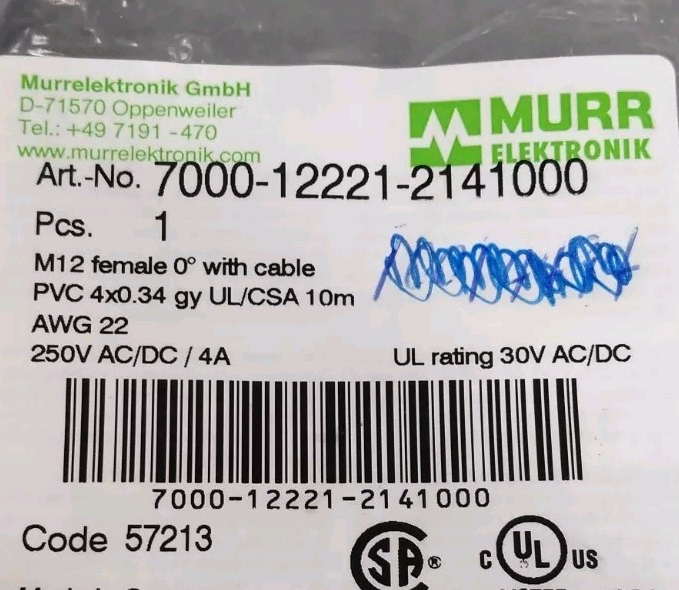 Murrelektronik GmbH
D-71570 Oppenweiler
Tel.: +49 7191 -470
www.murrelektronik.com
MURR
ELEKTRONIK
Art.-No. 7000-12221-2141000
Pcs. 1
M12 female 0° with cable
PVC 4x0.34 gy UL/CSA 10m
AWG 22
250V AC/DC / 4A
UL rating 30V AC/DC
7000-12221-2141000
Code 57213
SA®
C UL US